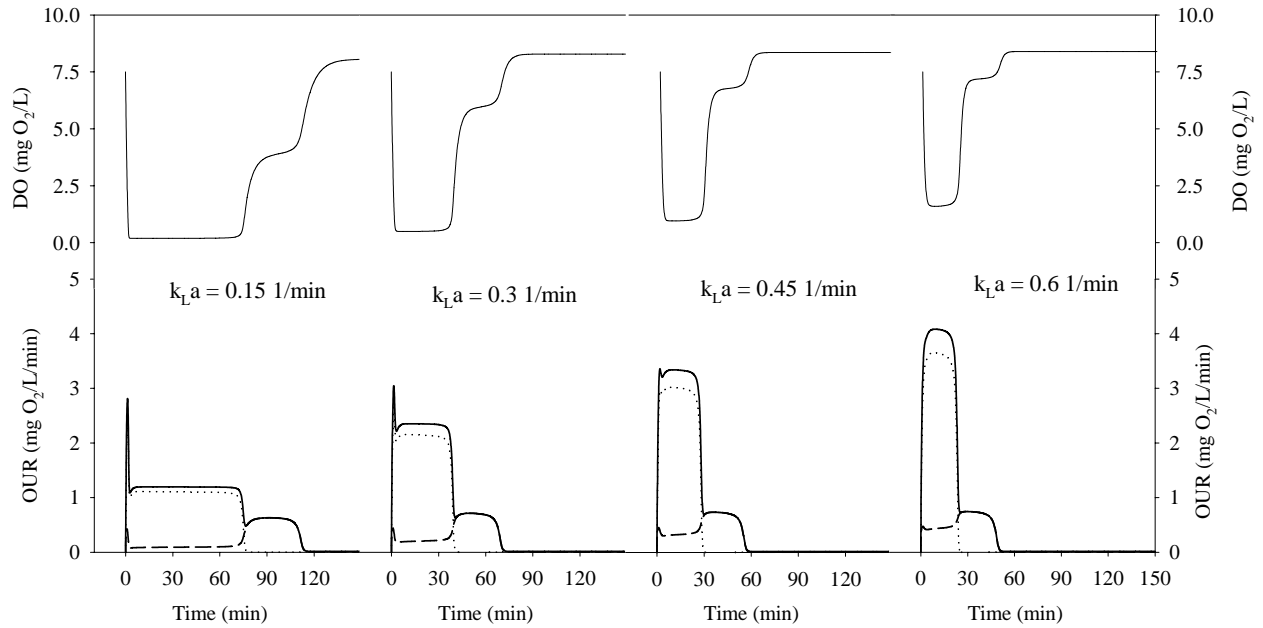 10.0
7.5
5.0
2.5
0.0
DO (mg O₂/L)
10.0
7.5
5.0
2.5
0.0
DO (mg O₂/L)
k_La = 0.15 1/min
k_La = 0.3 1/min
k_La = 0.45 1/min
k_La = 0.6 1/min
5
4
3
2
1
0
OUR (mg O₂/L/min)
5
4
3
2
1
0
OUR (mg O₂/L/min)
0 30 60 90 120
0 30 60 90 120
0 30 60 90 120
0 30 60 90 120 150
Time (min)
Time (min)
Time (min)
Time (min)